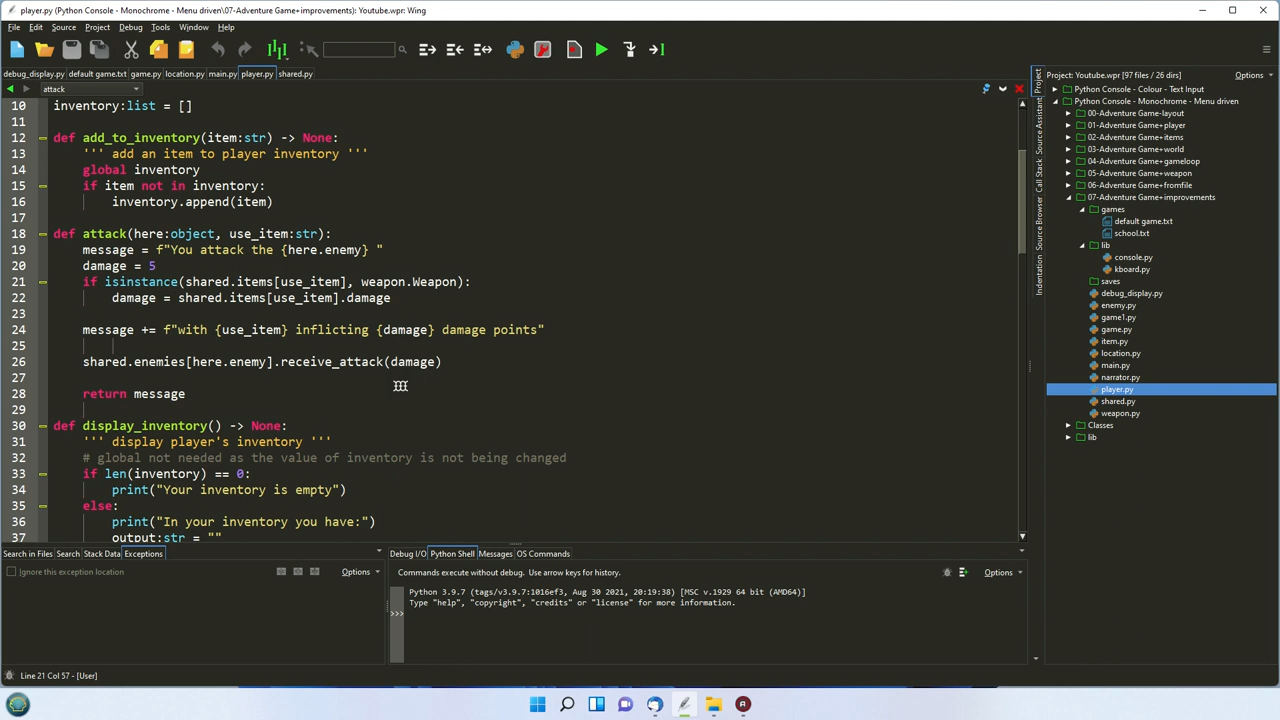 player.py (Python Console - Monochrome - Menu driven\07-Adventure Game+improvements): Youtube.wpr - Wing
File Edit Source Project Debug Tools Window Help
debug_display.py default game.txt game.py location.py main.py player.py shared.py
attack
10 inventory:list = []
11
12 def add_to_inventory(item:str) -> None:
13 ''' add an item to player inventory '''
14 global inventory
15 if item not in inventory:
16 inventory.append(item)
17
18 def attack(here:object, use_item:str):
19 message = f"You attack the {here.enemy} "
20 damage = 5
21 if isinstance(shared.items[use_item], weapon.Weapon):
22 damage = shared.items[use_item].damage
23
24 message += f"with {use_item} inflicting {damage} damage points"
25
26 shared.enemies[here.enemy].receive_attack(damage)
27
28 return message
29
30 def display_inventory() -> None:
31 ''' display player's inventory '''
32 # global not needed as the value of inventory is not being changed
33 if len(inventory) == 0:
34 print("Your inventory is empty")
35 else:
36 print("In your inventory you have:")
37 output:str = ""
Project
Source Assistant
Call Stack
Source Browser
Indentation
Project: Youtube.wpr [97 files / 26 dirs] Options
Python Console - Colour - Text Input
Python Console - Monochrome - Menu driven
00-Adventure Game-layout
01-Adventure Game+player
02-Adventure Game+items
03-Adventure Game+world
04-Adventure Game+gameloop
05-Adventure Game+weapon
06-Adventure Game+fromfile
07-Adventure Game+improvements
games
default game.txt
school.txt
lib
console.py
kboard.py
saves
debug_display.py
enemy.py
game1.py
game.py
item.py
location.py
main.py
narrator.py
player.py
shared.py
weapon.py
Classes
lib
Search in Files Search Stack Data Exceptions
Ignore this exception location Options
Debug I/O Python Shell Messages OS Commands
Commands execute without debug. Use arrow keys for history. Options
Python 3.9.7 (tags/v3.9.7:1016ef3, Aug 30 2021, 20:19:38) [MSC v.1929 64 bit (AMD64)]
Type "help", "copyright", "credits" or "license" for more information.
>>>
Line 21 Col 57 - [User]